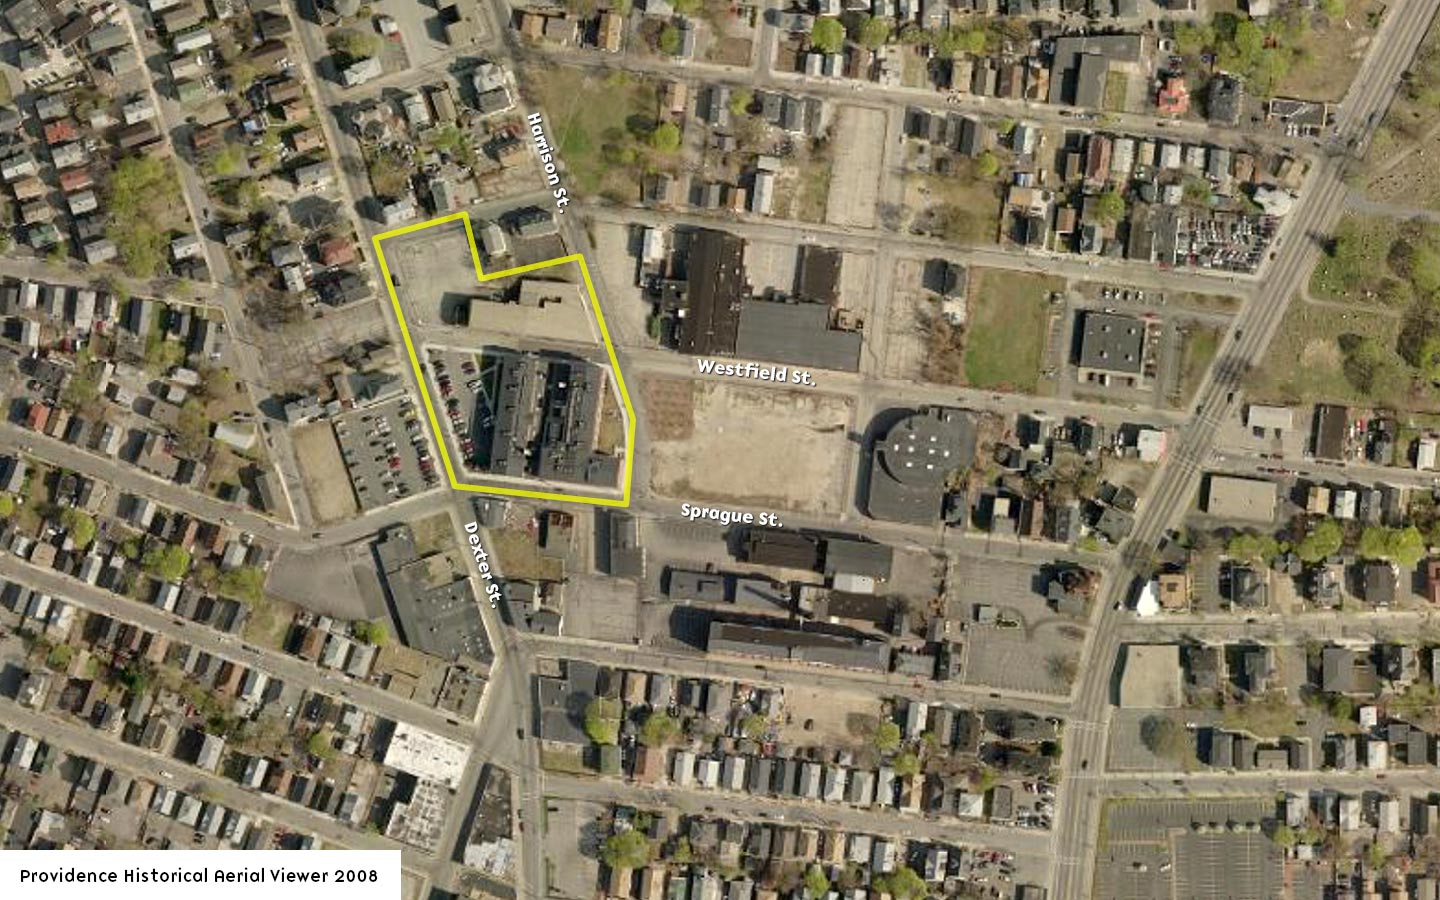 Harrison St.
Westfield St.
Sprague St.
Dexter St.
Providence Historical Aerial Viewer 2008